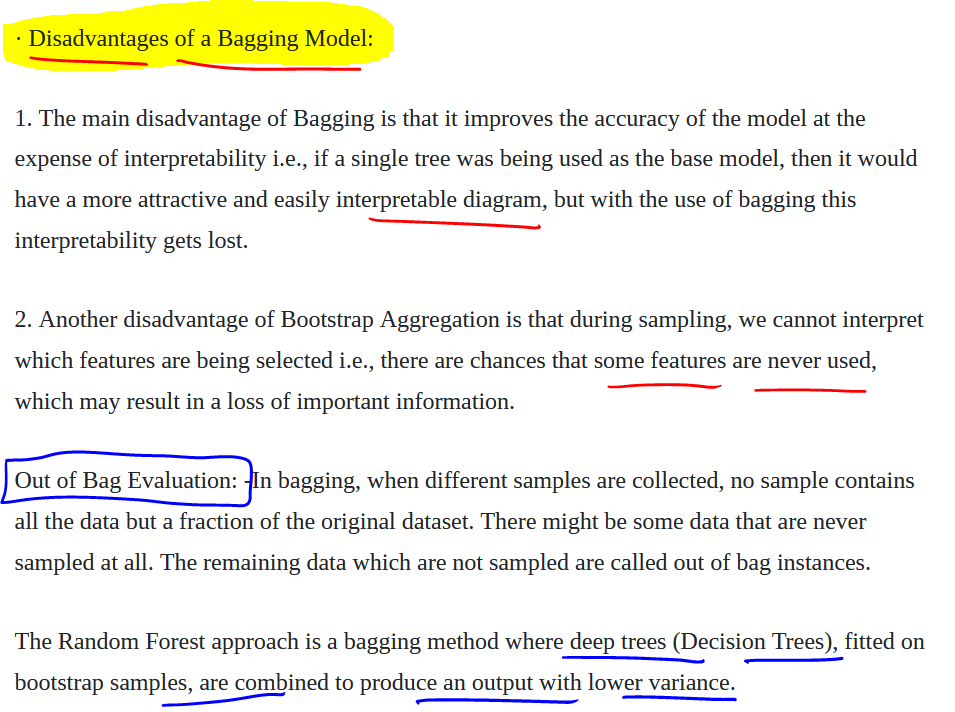 · Disadvantages of a Bagging Model:
1. The main disadvantage of Bagging is that it improves the accuracy of the model at the
expense of interpretability i.e., if a single tree was being used as the base model, then it would
have a more attractive and easily interpretable diagram, but with the use of bagging this
interpretability gets lost.
2. Another disadvantage of Bootstrap Aggregation is that during sampling, we cannot interpret
which features are being selected i.e., there are chances that some features are never used,
which may result in a loss of important information.
Out of Bag Evaluation: -In bagging, when different samples are collected, no sample contains
all the data but a fraction of the original dataset. There might be some data that are never
sampled at all. The remaining data which are not sampled are called out of bag instances.
The Random Forest approach is a bagging method where deep trees (Decision Trees), fitted on
bootstrap samples, are combined to produce an output with lower variance.